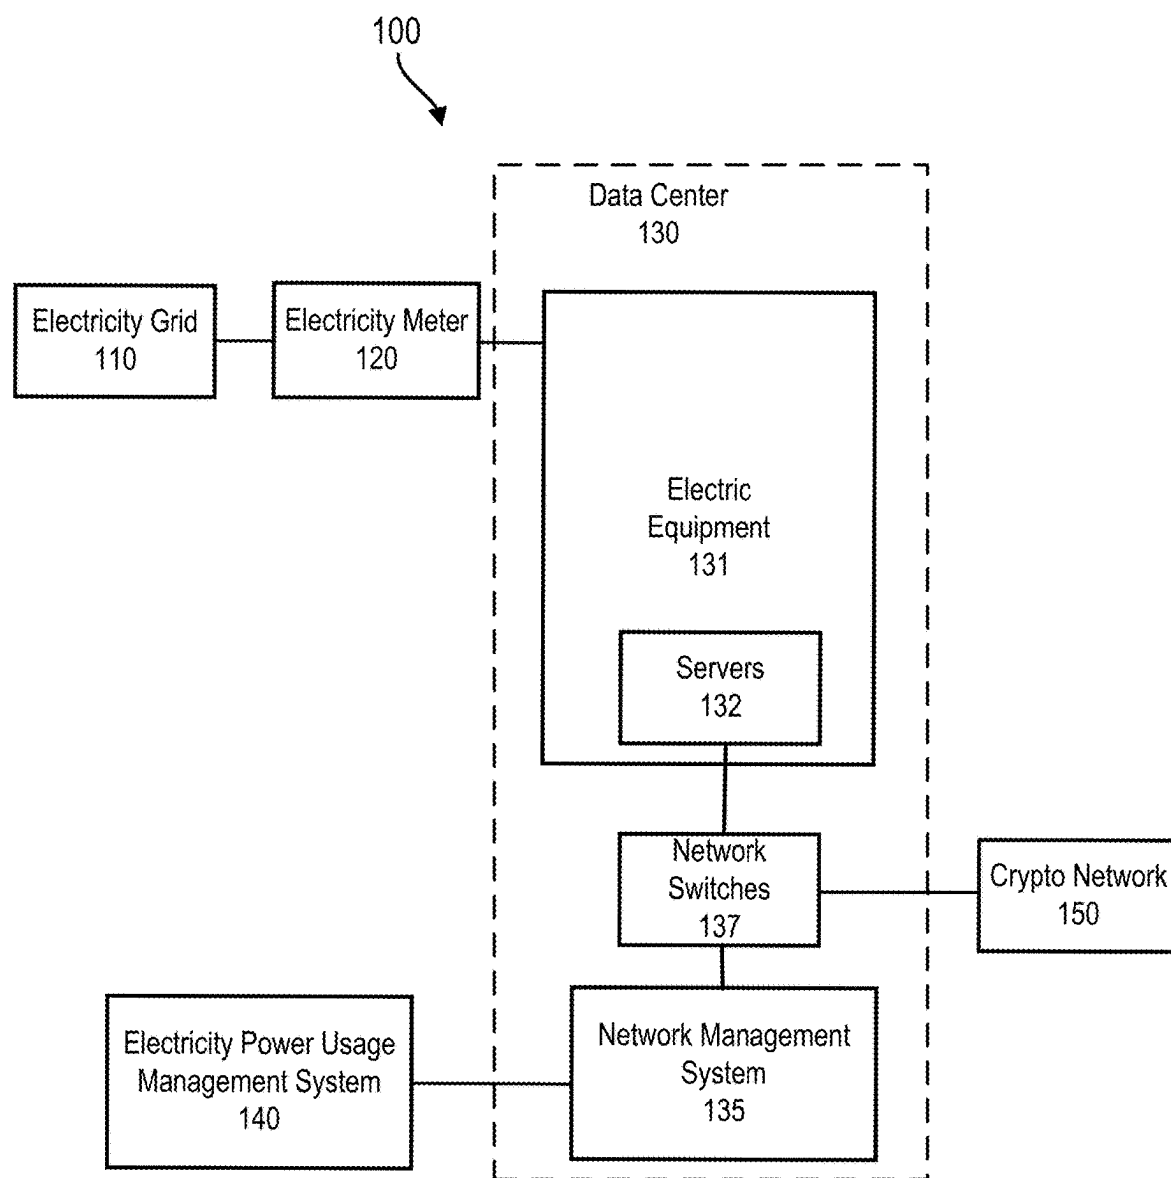 100
Data Center
130
Electricity Grid
110
Electricity Meter
120
Electric
Equipment
131
Servers
132
Network
Switches
137
Crypto Network
150
Electricity Power Usage
Management System
140
Network Management
System
135